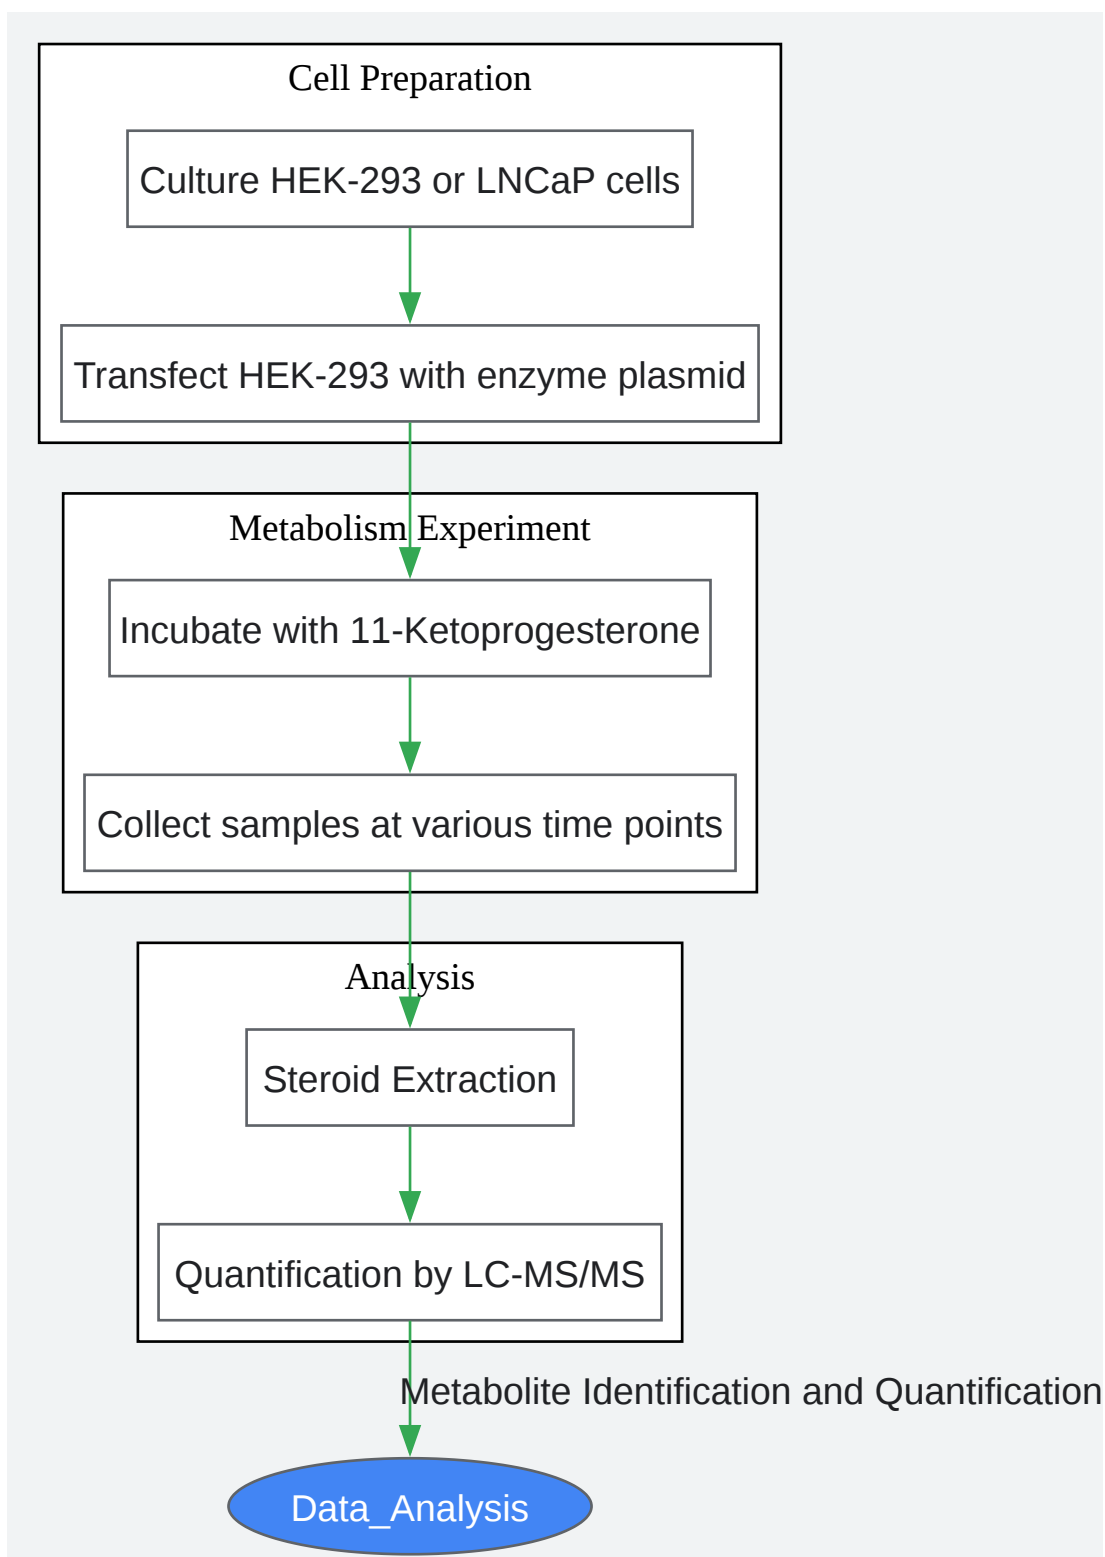 Cell Preparation
Culture HEK-293 or LNCaP cells
Transfect HEK-293 with enzyme plasmid
Metabolism Experiment
Incubate with 11-Ketoprogesterone
Collect samples at various time points
Analysis
Steroid Extraction
Quantification by LC-MS/MS
Metabolite Identification and Quantification
Data_Analysis